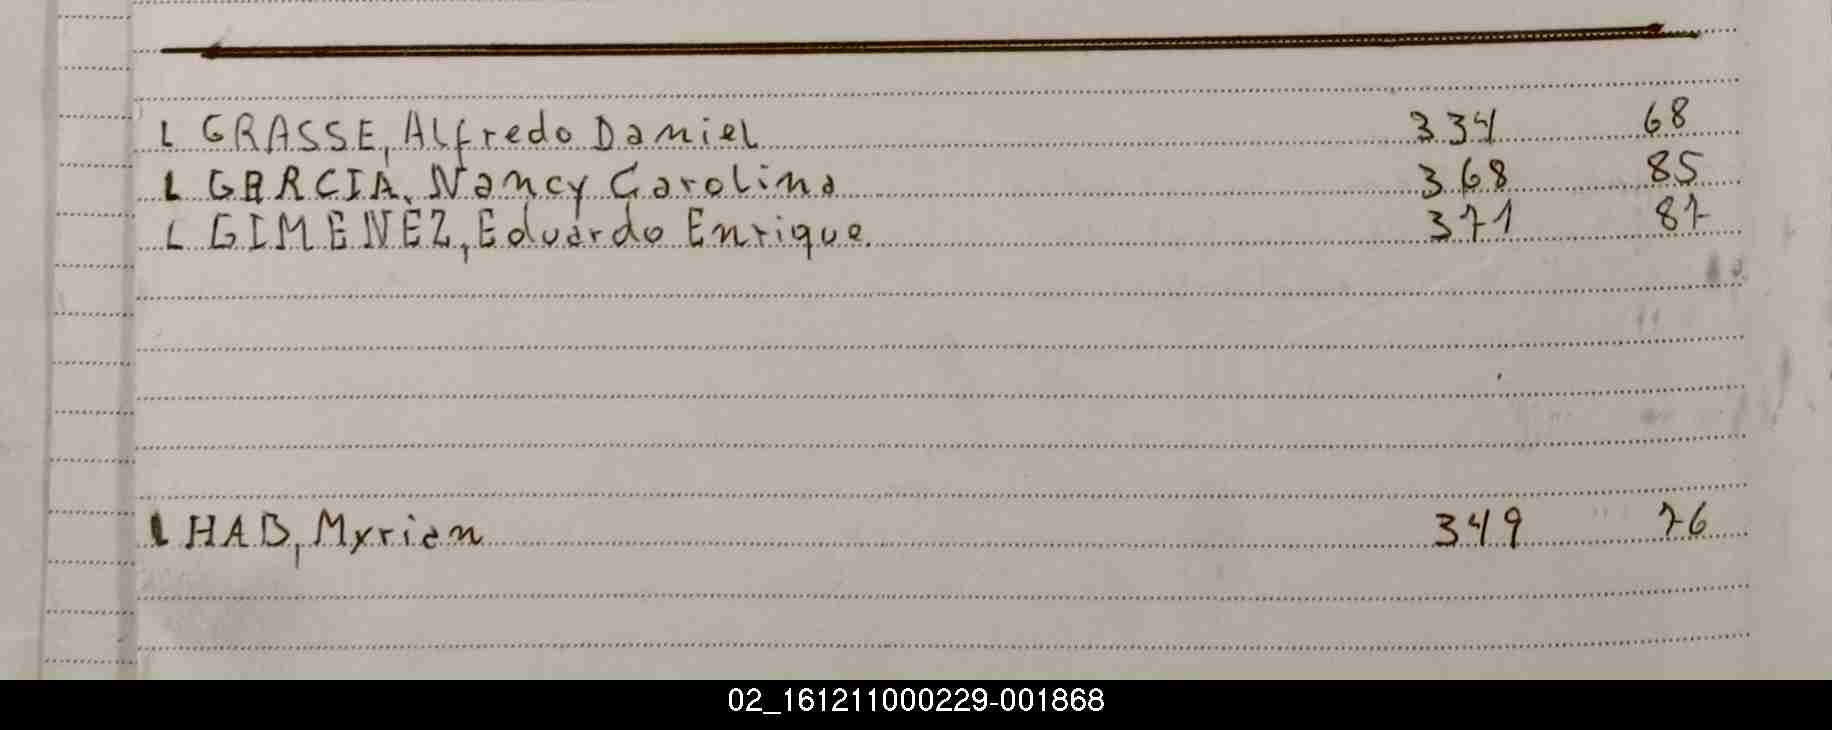 L GRASSE, Alfredo Daniel 334 68
L GARCIA, Nancy Carolina 368 85
L GIMENEZ, Eduardo Enrique. 371 87
L HAB, Myrian 349 76
02_161211000229-001868